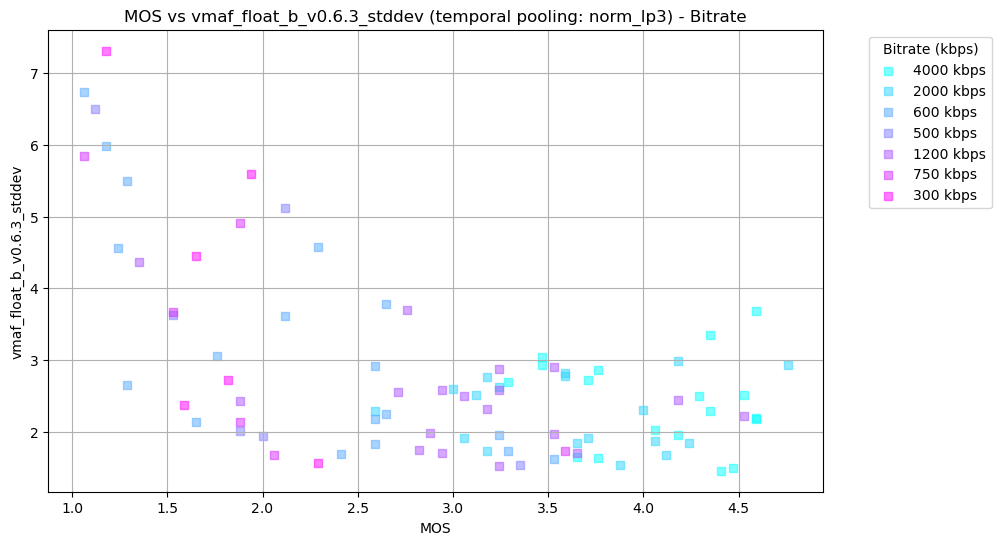 MOS vs vmaf_float_b_v0.6.3_stddev (temporal pooling: norm_lp3) - Bitrate
vmaf_float_b_v0.6.3_stddev
7
6
5
4
3
2
1.0 1.5 2.0 2.5 3.0 3.5 4.0 4.5
MOS
Bitrate (kbps)
4000 kbps
2000 kbps
600 kbps
500 kbps
1200 kbps
750 kbps
300 kbps